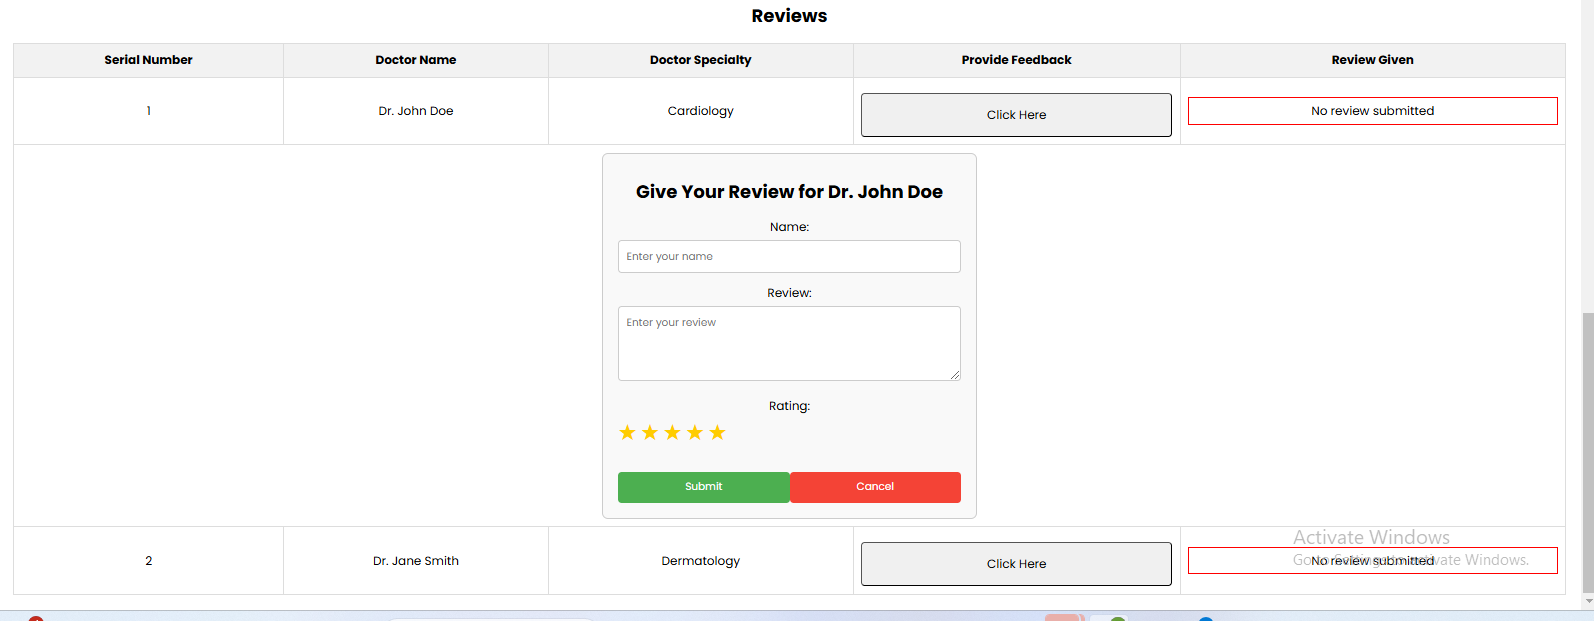 Reviews
Serial Number Doctor Name Doctor Specialty Provide Feedback Review Given
1 Dr. John Doe Cardiology Click Here No review submitted
Give Your Review for Dr. John Doe
Name:
Enter your name
Review:
Enter your review
Rating:
Submit Cancel
Activate Windows
2 Dr. Jane Smith Dermatology Click Here No review submitted
Go to Settings to activate Windows.